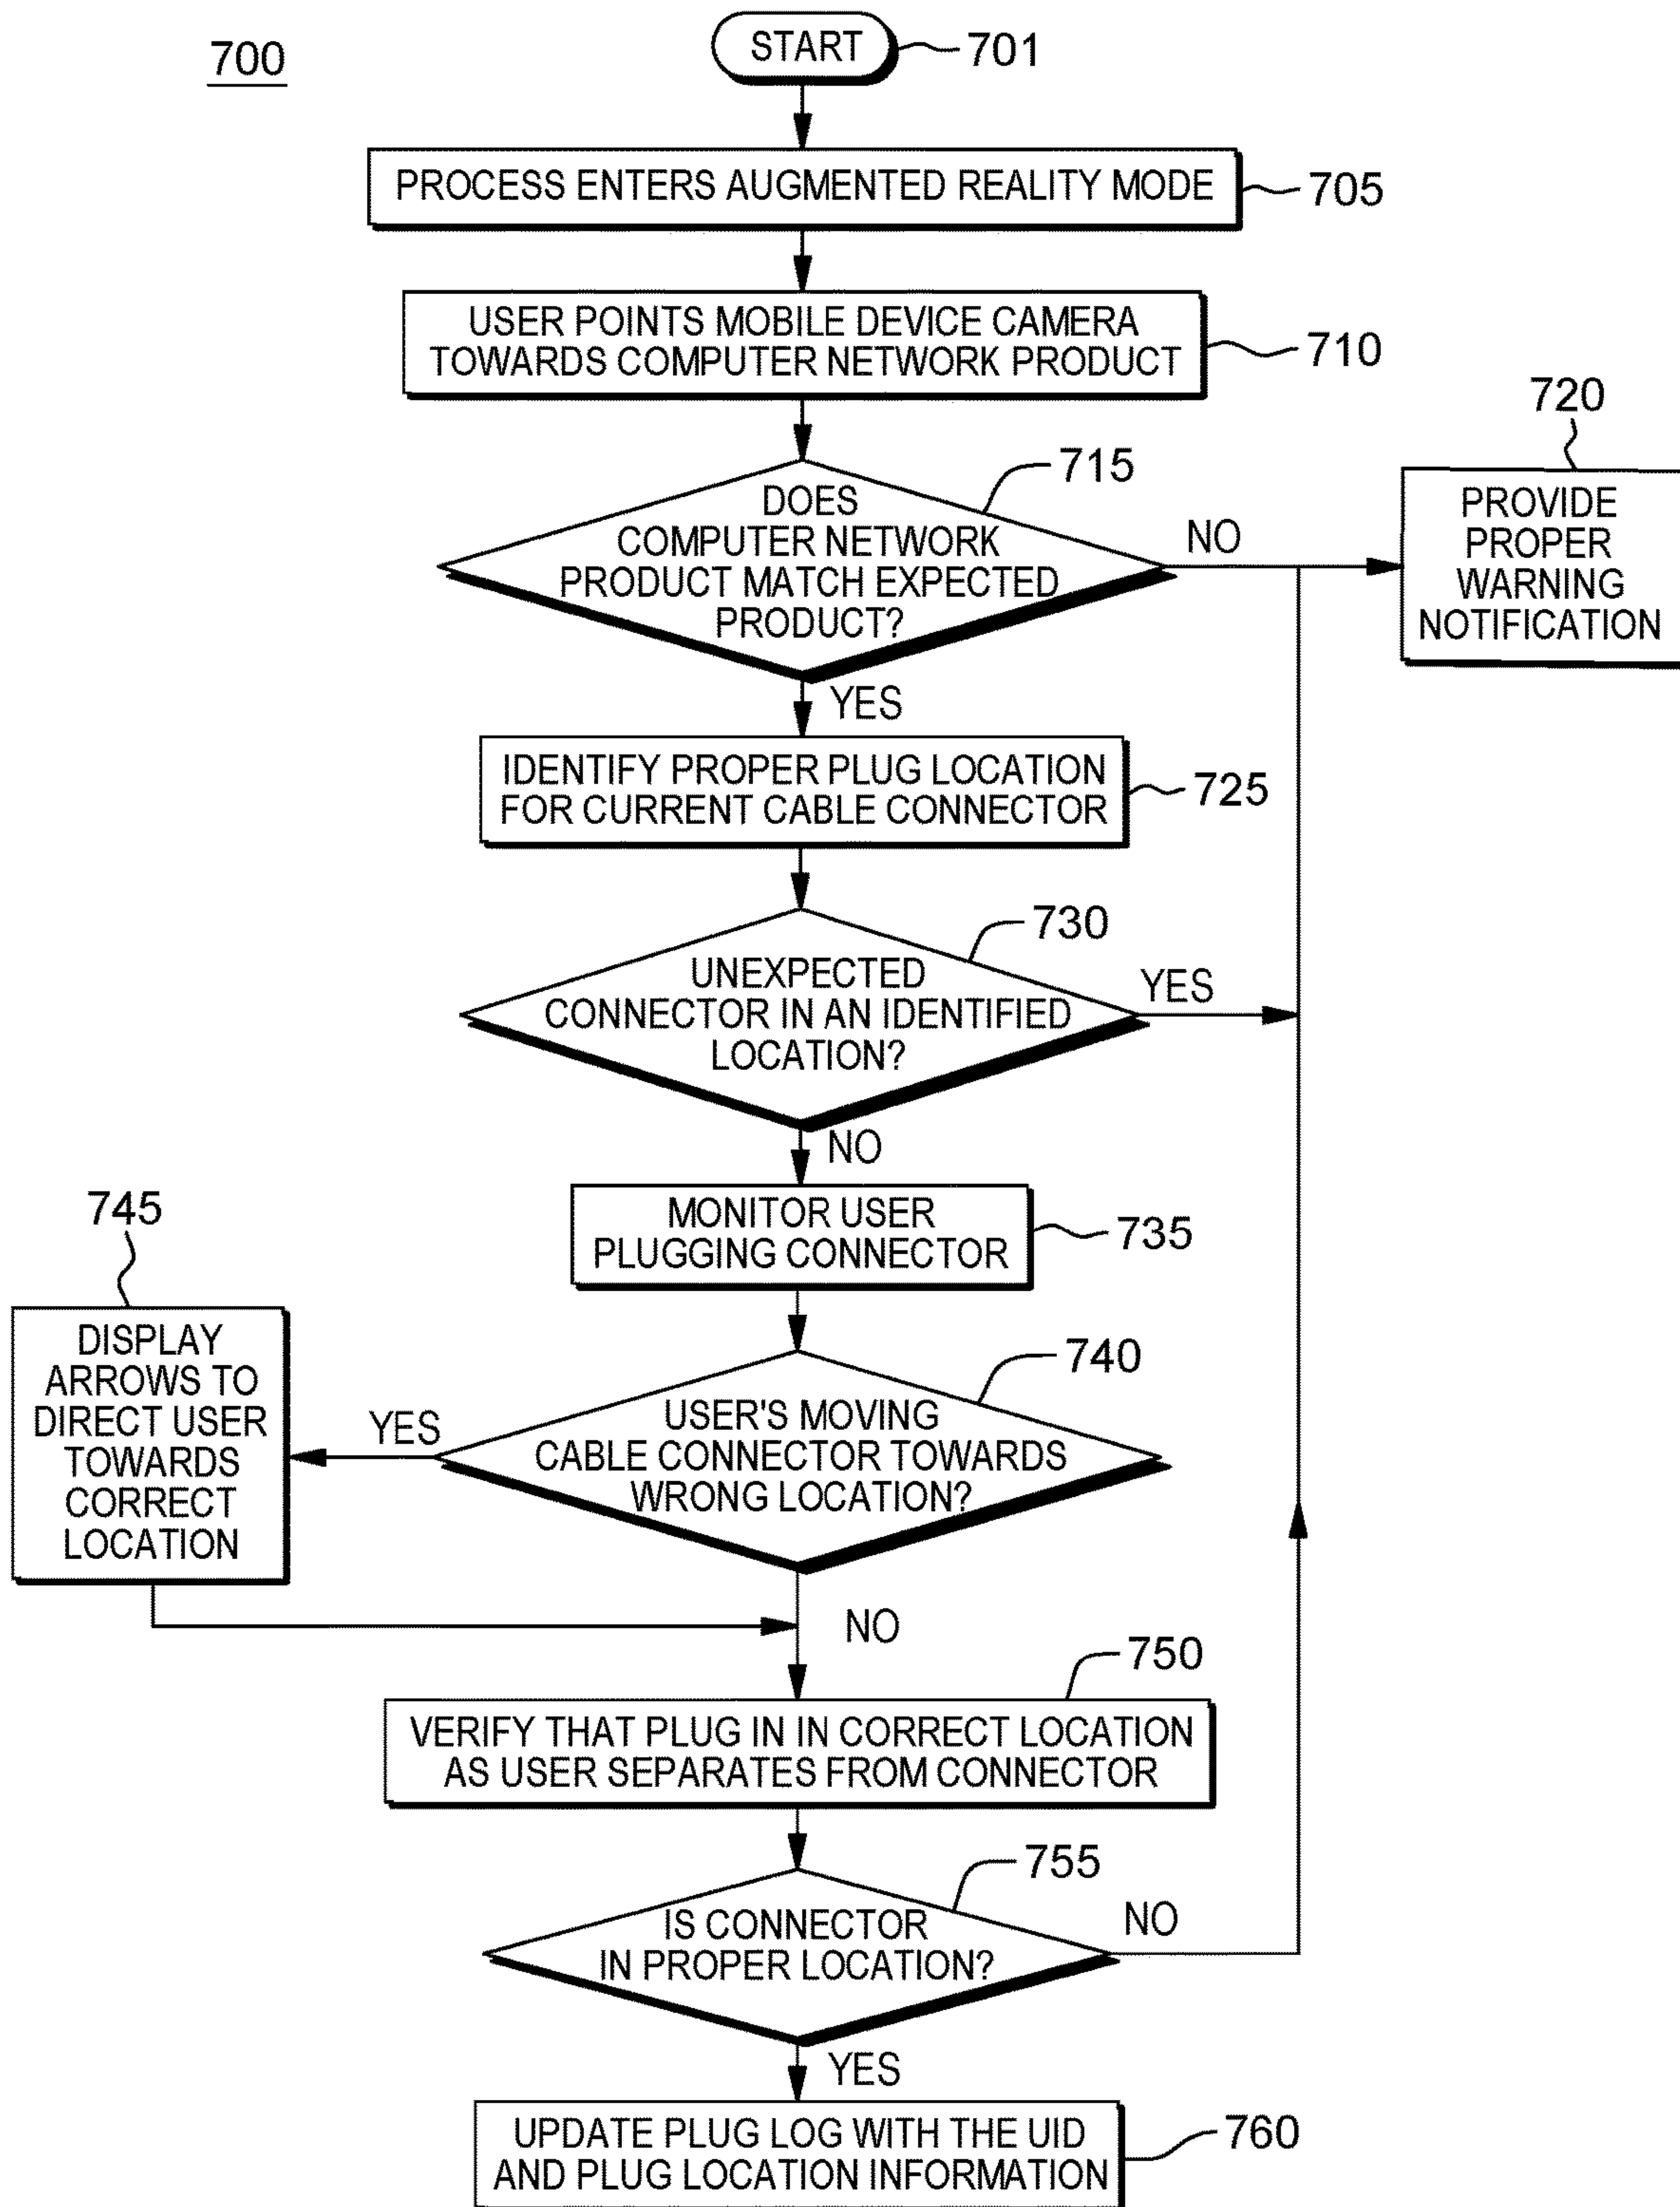 700
START
701
PROCESS ENTERS AUGMENTED REALITY MODE
705
USER POINTS MOBILE DEVICE CAMERA
TOWARDS COMPUTER NETWORK PRODUCT
710
715
DOES
COMPUTER NETWORK
PRODUCT MATCH EXPECTED
PRODUCT?
NO
720
PROVIDE
PROPER
WARNING
NOTIFICATION
YES
IDENTIFY PROPER PLUG LOCATION
FOR CURRENT CABLE CONNECTOR
725
730
UNEXPECTED
CONNECTOR IN AN IDENTIFIED
LOCATION?
YES
NO
MONITOR USER
PLUGGING CONNECTOR
735
740
USER'S MOVING
CABLE CONNECTOR TOWARDS
WRONG LOCATION?
YES
745
DISPLAY
ARROWS TO
DIRECT USER
TOWARDS
CORRECT
LOCATION
NO
750
VERIFY THAT PLUG IN IN CORRECT LOCATION
AS USER SEPARATES FROM CONNECTOR
755
IS CONNECTOR
IN PROPER LOCATION?
NO
YES
UPDATE PLUG LOG WITH THE UID
AND PLUG LOCATION INFORMATION
760